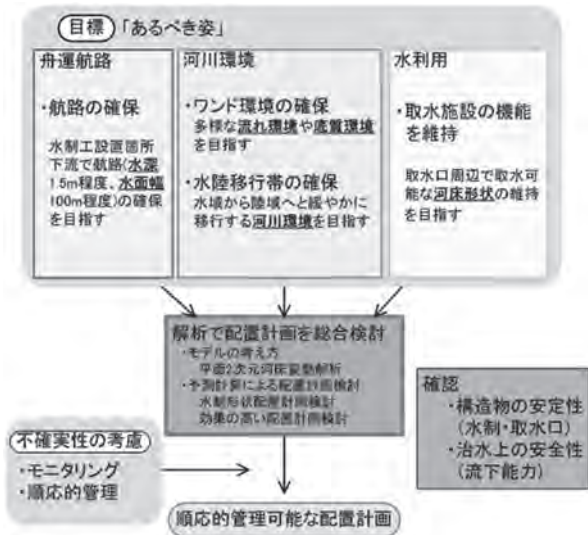 目標 「あるべき姿」
舟運航路
・航路の確保
水制工設置箇所
下流で航路(水深
1.5m程度、水面幅
100m程度)の確保
を目指す
河川環境
・ワンド環境の確保
多様な流れ環境や底質環境
を目指す
・水陸移行帯の確保
水域から陸域へと緩やかに
移行する河川環境を目指す
水利用
・取水施設の機能
を維持
取水口周辺で取水可
能な河床形状の維持
を目指す
解析で配置計画を総合検討
・モデルの考え方
平面2次元河床変動解析
・予測計算による配置計画検討
水制形状配置計画検討
効果の高い配置計画検討
確認
・構造物の安定性
(水制・取水口)
・治水上の安全性
(流下能力)
不確実性の考慮
・モニタリング
・順応的管理
順応的管理可能な配置計画